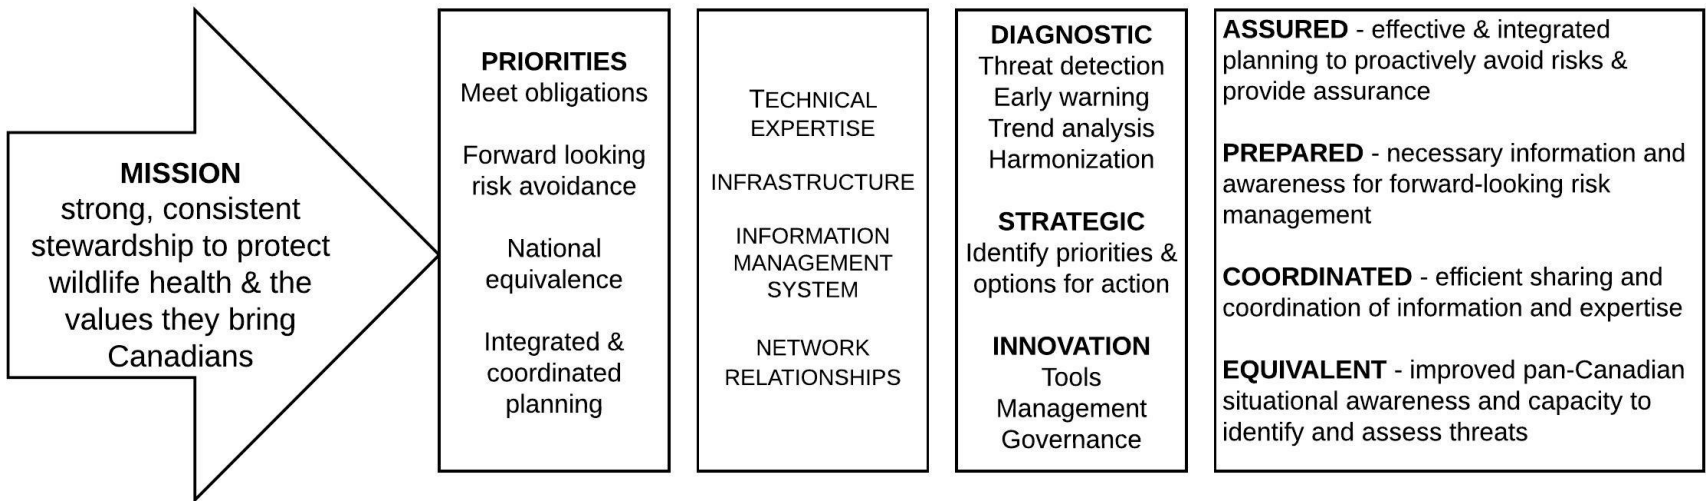 MISSION
strong, consistent
stewardship to protect
wildlife health & the
values they bring
Canadians
PRIORITIES
Meet obligations
Forward looking
risk avoidance
National
equivalence
Integrated &
coordinated
planning
TECHNICAL
EXPERTISE
INFRASTRUCTURE
INFORMATION
MANAGEMENT
SYSTEM
NETWORK
RELATIONSHIPS
DIAGNOSTIC
Threat detection
Early warning
Trend analysis
Harmonization
STRATEGIC
Identify priorities &
options for action
INNOVATION
Tools
Management
Governance
ASSURED - effective & integrated
planning to proactively avoid risks &
provide assurance
PREPARED - necessary information and
awareness for forward-looking risk
management
COORDINATED - efficient sharing and
coordination of information and expertise
EQUIVALENT - improved pan-Canadian
situational awareness and capacity to
identify and assess threats